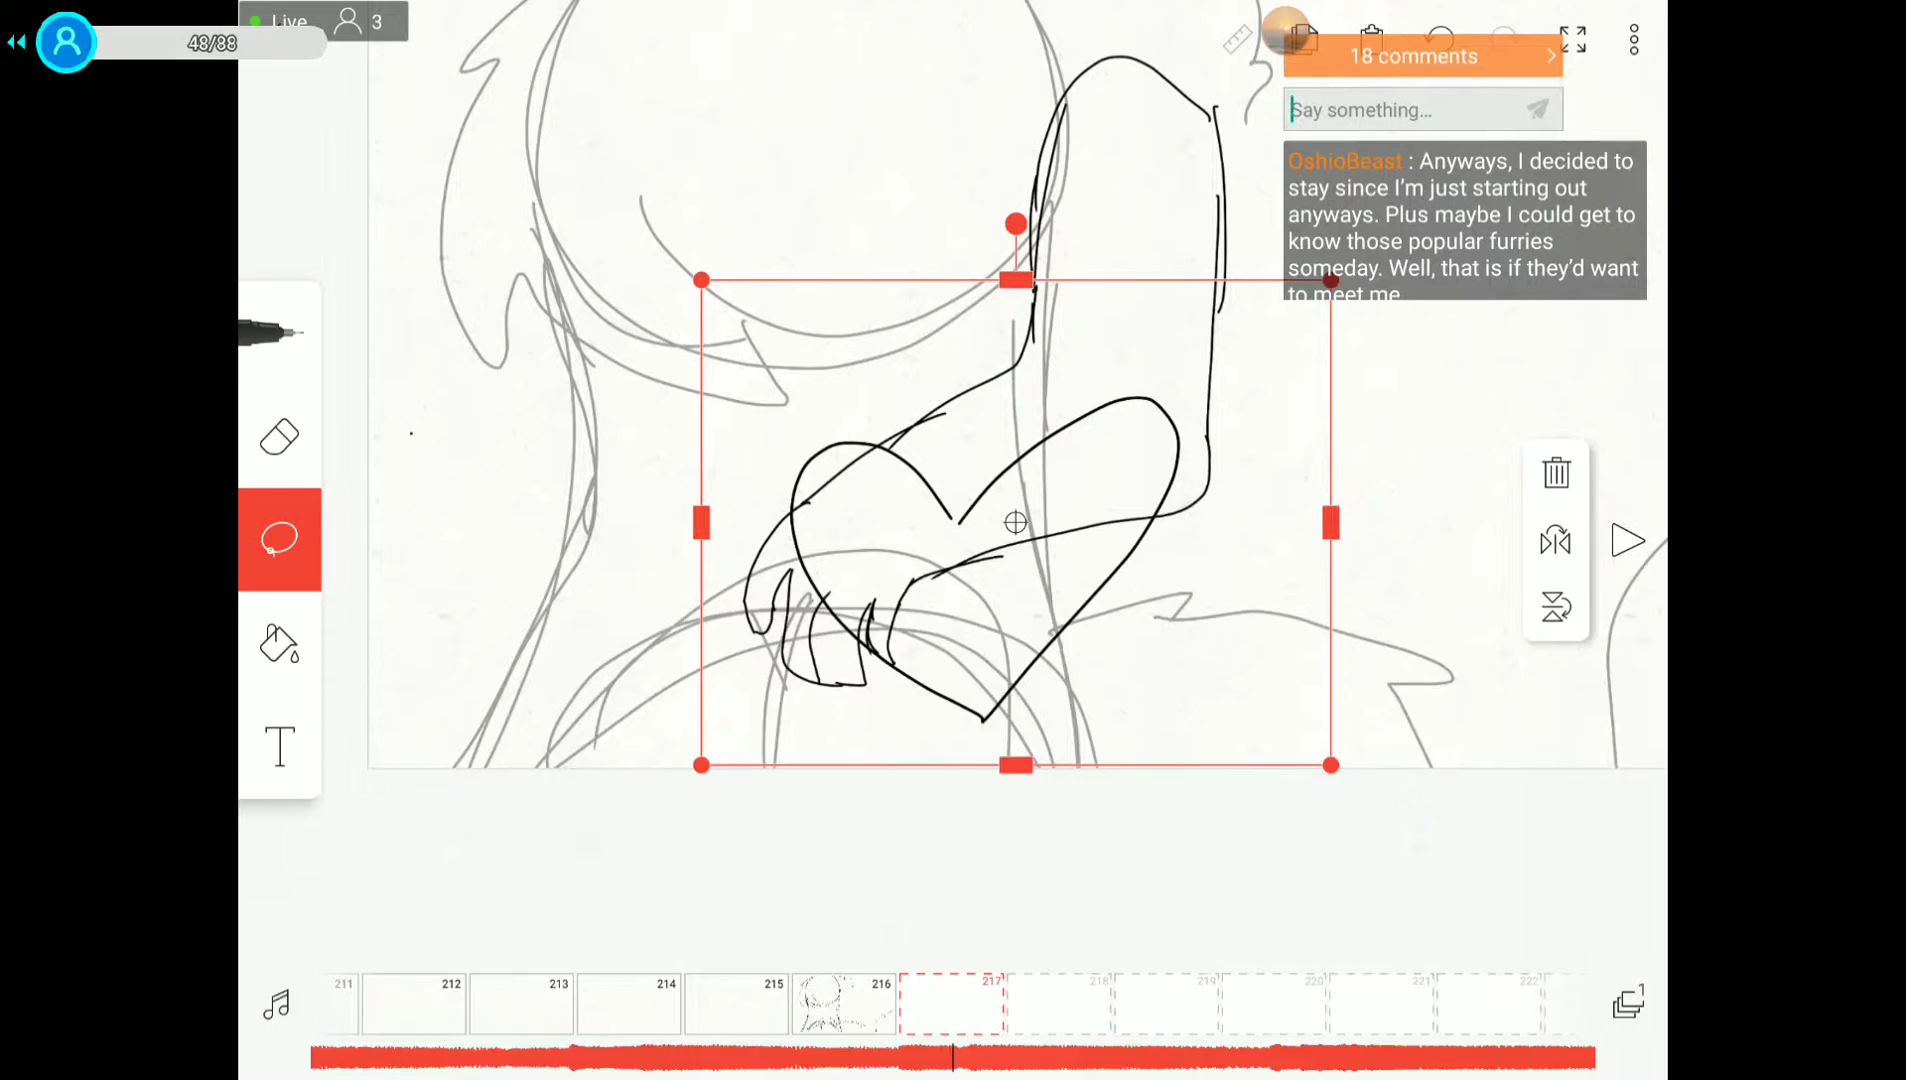 Live 3
48/88
18 comments
Say something...
OshioBeast : Anyways, I decided to
stay since I'm just starting out
anyways. Plus maybe I could get to
know those popular furries
someday. Well, that is if they'd want
to meet me
T
211 212 213 214 215 216 217 218 219 220 221 222
1